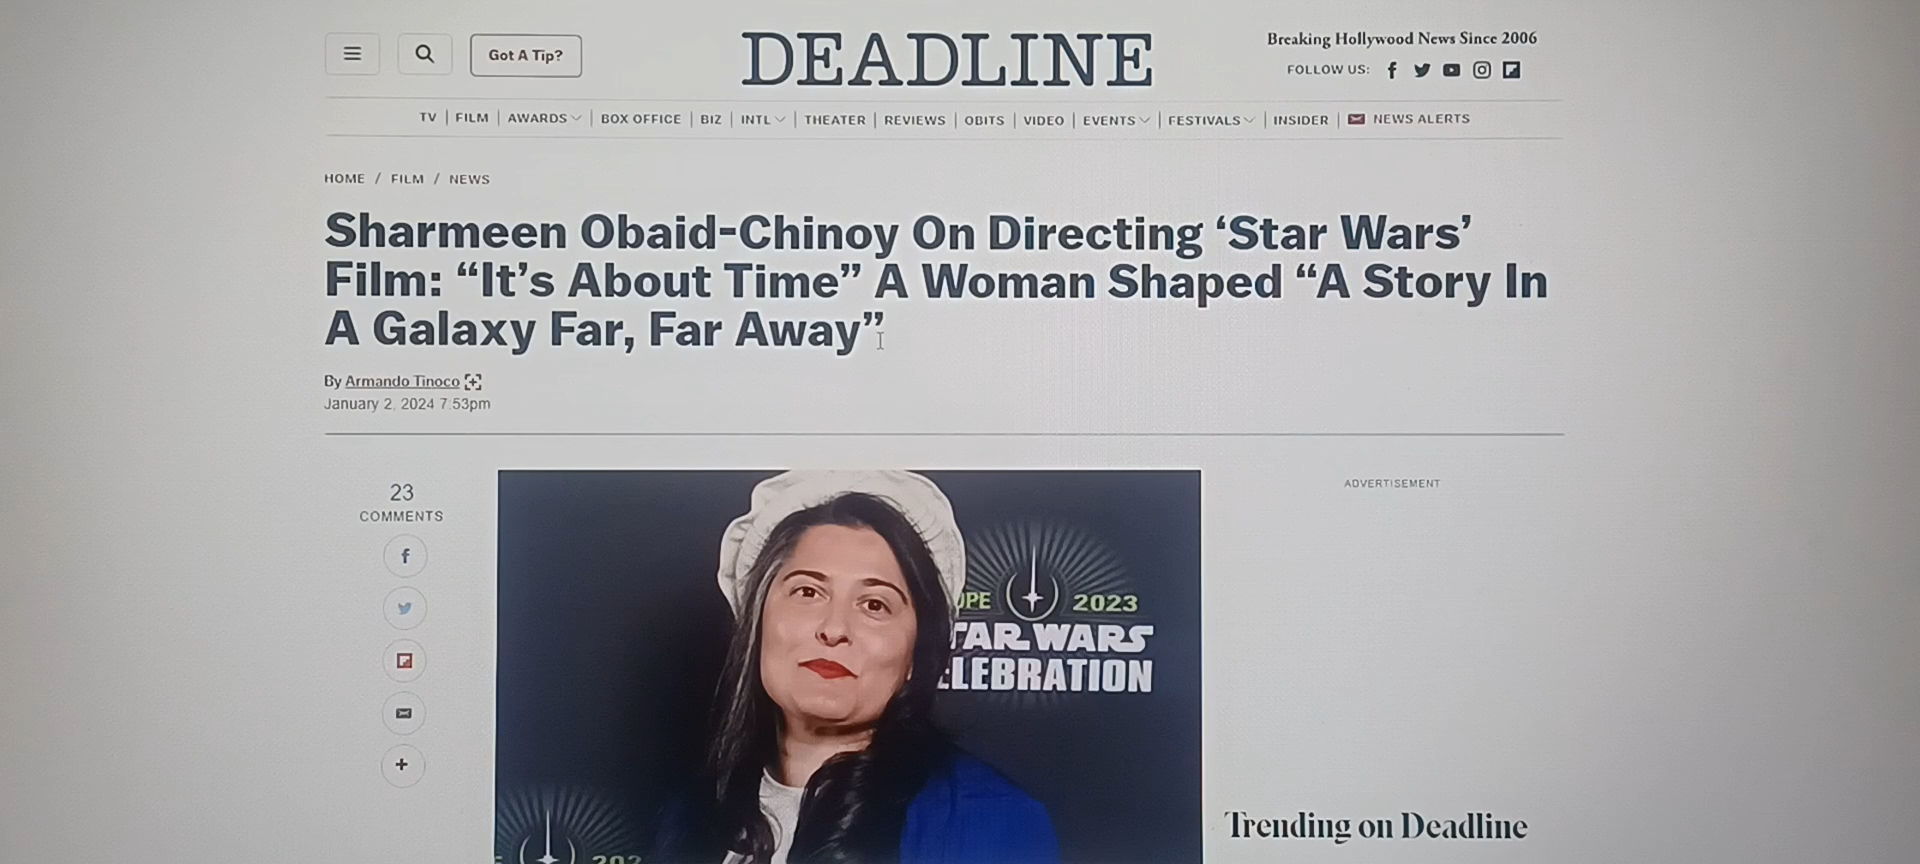 Got A Tip?
DEADLINE
Breaking Hollywood News Since 2006
FOLLOW US:
TV | FILM | AWARDS | BOX OFFICE | BIZ | INTL | THEATER | REVIEWS | OBITS | VIDEO | EVENTS | FESTIVALS | INSIDER | NEWS ALERTS
HOME / FILM / NEWS
Sharmeen Obaid-Chinoy On Directing ‘Star Wars’
Film: “It’s About Time” A Woman Shaped “A Story In
A Galaxy Far, Far Away”
By Armando Tinoco
January 2, 2024 7:53pm
23
COMMENTS
ADVERTISEMENT
OPE 2023
TAR WARS
ELEBRATION
202
Trending on Deadline